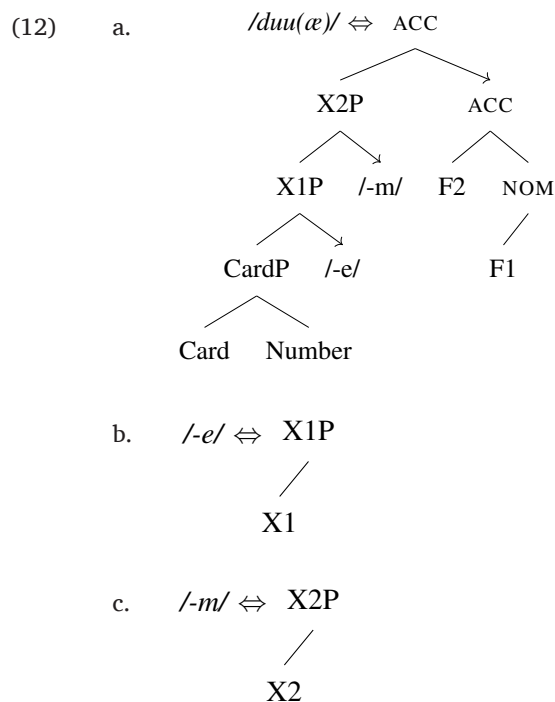 (12) a. /duu(æ)/ ⇔ ACC
X2P ACC
X1P /-m/ F2 NOM
CardP /-e/ F1
Card Number
b. /-e/ ⇔ X1P
X1
c. /-m/ ⇔ X2P
X2